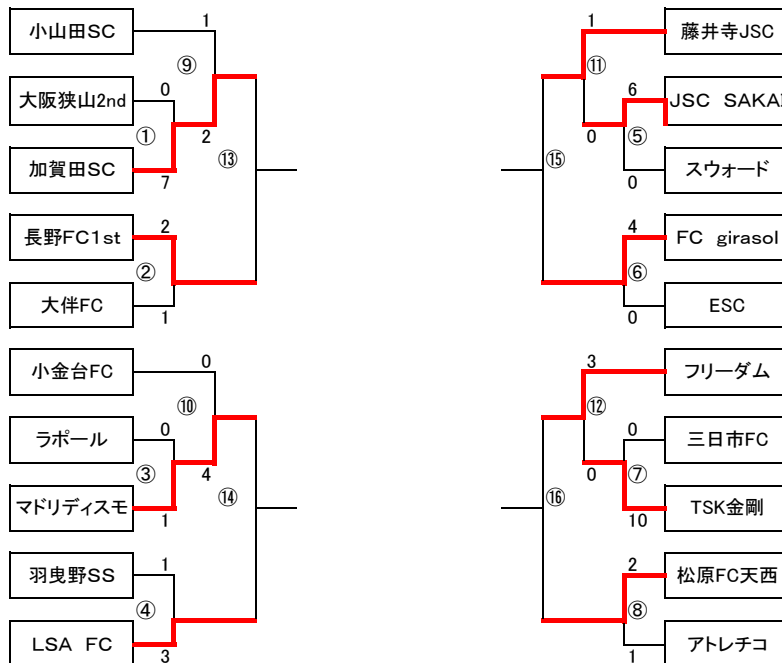 小山田SC
1
⑨
大阪狭山2nd
0
①
2
加賀田SC
7
⑬
長野FC1st
2
②
大伴FC
1
小金台FC
0
⑩
ラポール
0
③
4
マドリディスモ
1
⑭
羽曳野SS
1
④
LSA FC
3
1
藤井寺JSC
⑪
6
JSC SAKAI
0
⑤
⑮
0
スウォード
4
FC girasol
⑥
0
ESC
3
フリーダム
⑫
0
三日市FC
0
⑦
⑯
10
TSK金剛
2
松原FC天西
⑧
1
アトレチコ